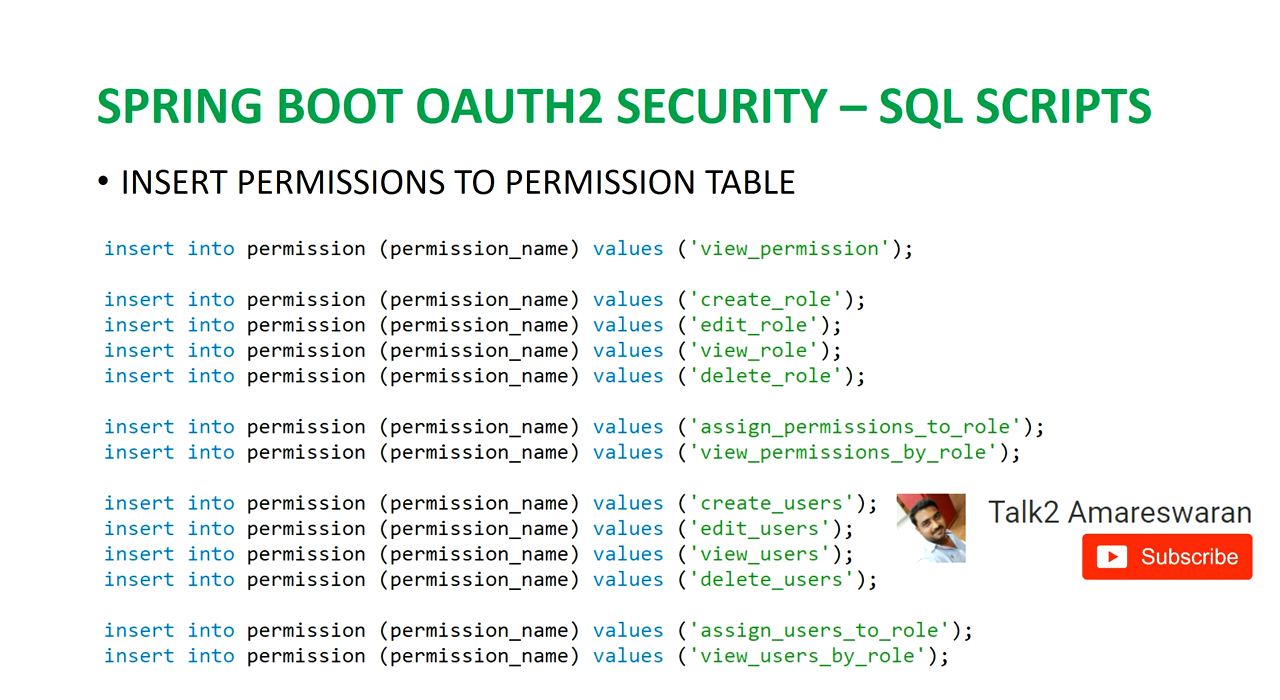 SPRING BOOT OAUTH2 SECURITY – SQL SCRIPTS
• INSERT PERMISSIONS TO PERMISSION TABLE
insert into permission (permission_name) values ('view_permission');
insert into permission (permission_name) values ('create_role');
insert into permission (permission_name) values ('edit_role');
insert into permission (permission_name) values ('view_role');
insert into permission (permission_name) values ('delete_role');
insert into permission (permission_name) values ('assign_permissions_to_role');
insert into permission (permission_name) values ('view_permissions_by_role');
insert into permission (permission_name) values ('create_users');
insert into permission (permission_name) values ('edit_users');
insert into permission (permission_name) values ('view_users');
insert into permission (permission_name) values ('delete_users');
insert into permission (permission_name) values ('assign_users_to_role');
insert into permission (permission_name) values ('view_users_by_role');
Talk2 Amareswaran
Subscribe